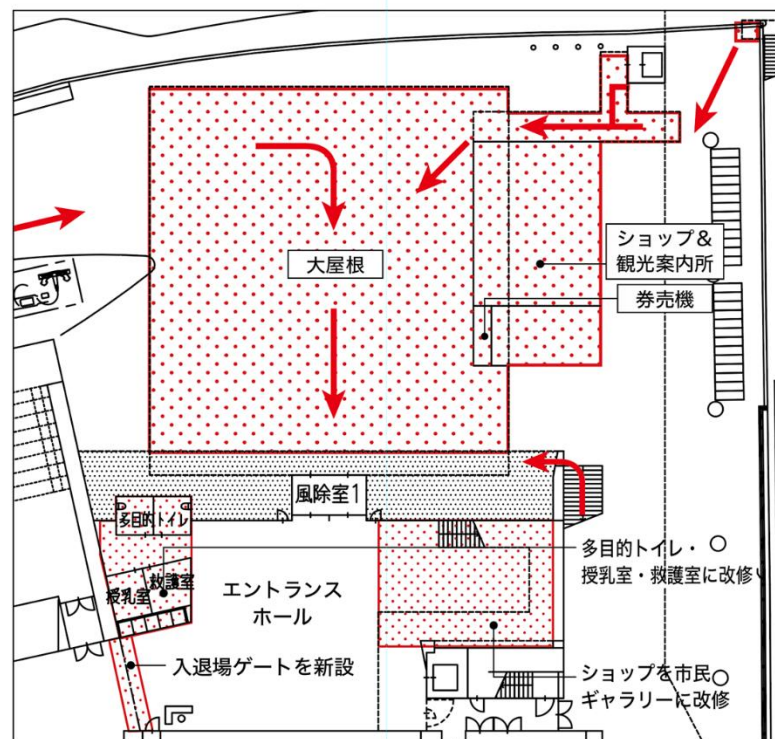 ショップ&
観光案内所
大屋根
券売機
風除室1
多目的トイレ
多目的トイレ・
授乳室・救護室に改修
救護室
授乳室
エントランス
ホール
入退場ゲートを新設
ショップを市民
ギャラリーに改修